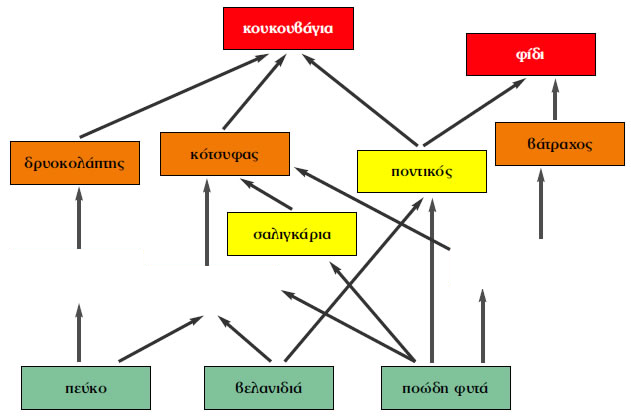 κουκουβάγια
φίδι
δρυοκολάπτης
κότσυφας
ποντικός
βάτραχος
σαλιγκάρια
πεύκο
βελανιδιά
ποώδη φυτά